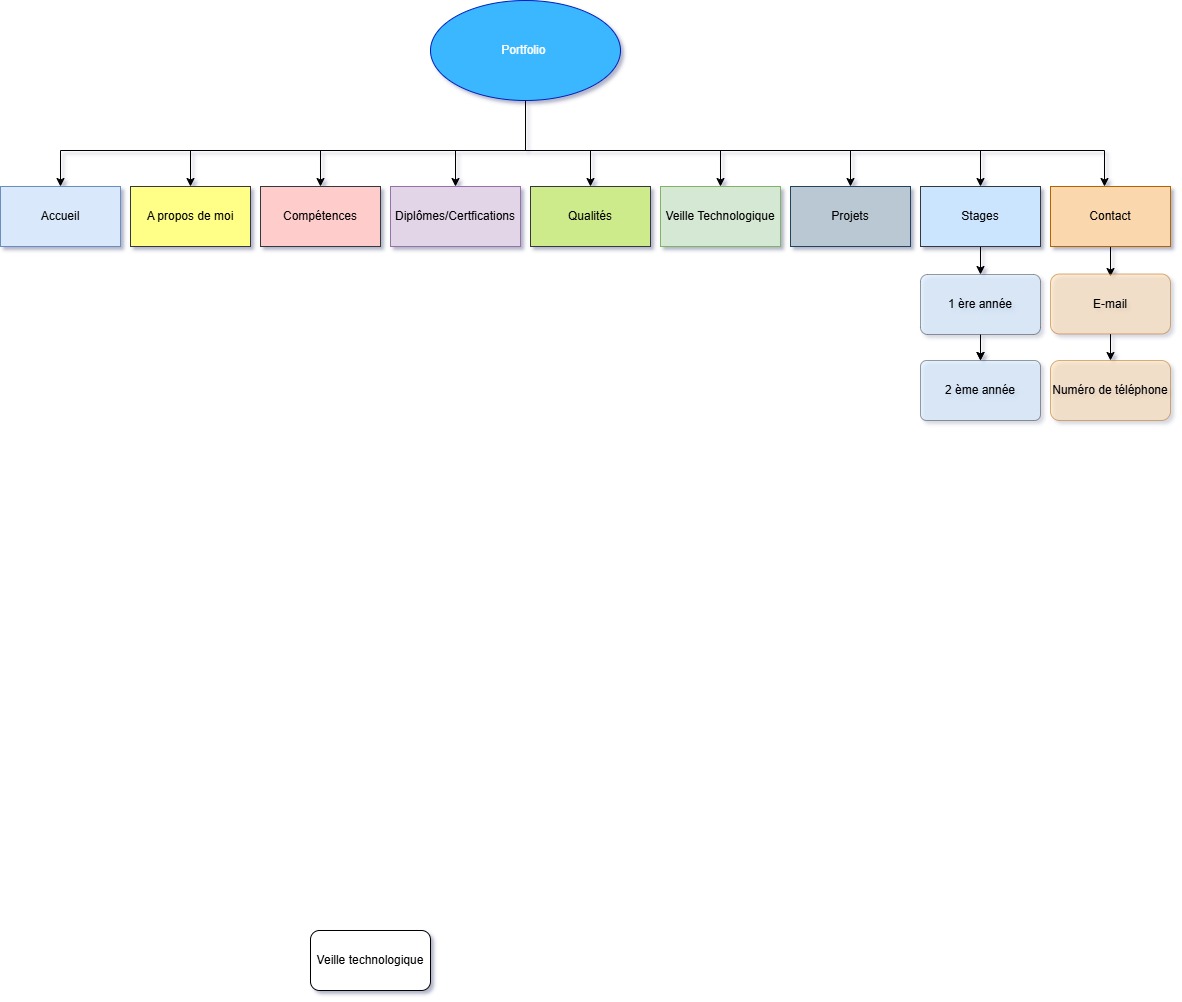 Portfolio
Accueil
A propos de moi
Compétences
Diplômes/Certfications
Qualités
Veille Technologique
Projets
Stages
Contact
1 ère année
E-mail
2 ème année
Numéro de téléphone
Veille technologique